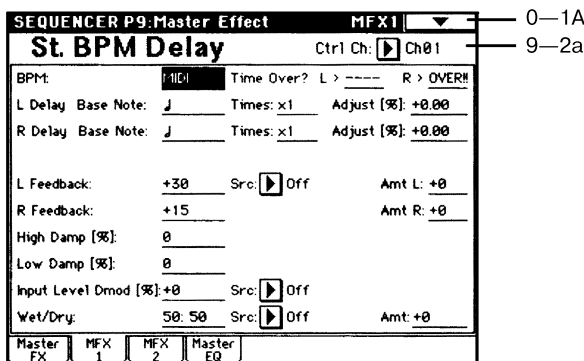 SEQUENCER P9:Master Effect MFX1 0—1A
St. BPM Delay Ctrl Ch: Ch01 9—2a
BPM: MIDI Time Over? L > ---- R > OVER!!
L Delay Base Note: ♩ Times: x1 Adjust [%]: +0.00
R Delay Base Note: ♩ Times: x1 Adjust [%]: +0.00
L Feedback: +30 Src: Off Amt L: +0
R Feedback: +15 Amt R: +0
High Damp [%]: 0
Low Damp [%]: 0
Input Level Dmod [%]: +0 Src: Off
Wet/Dry: 50: 50 Src: Off Amt: +0
Master FX MFX 1 MFX 2 Master EQ